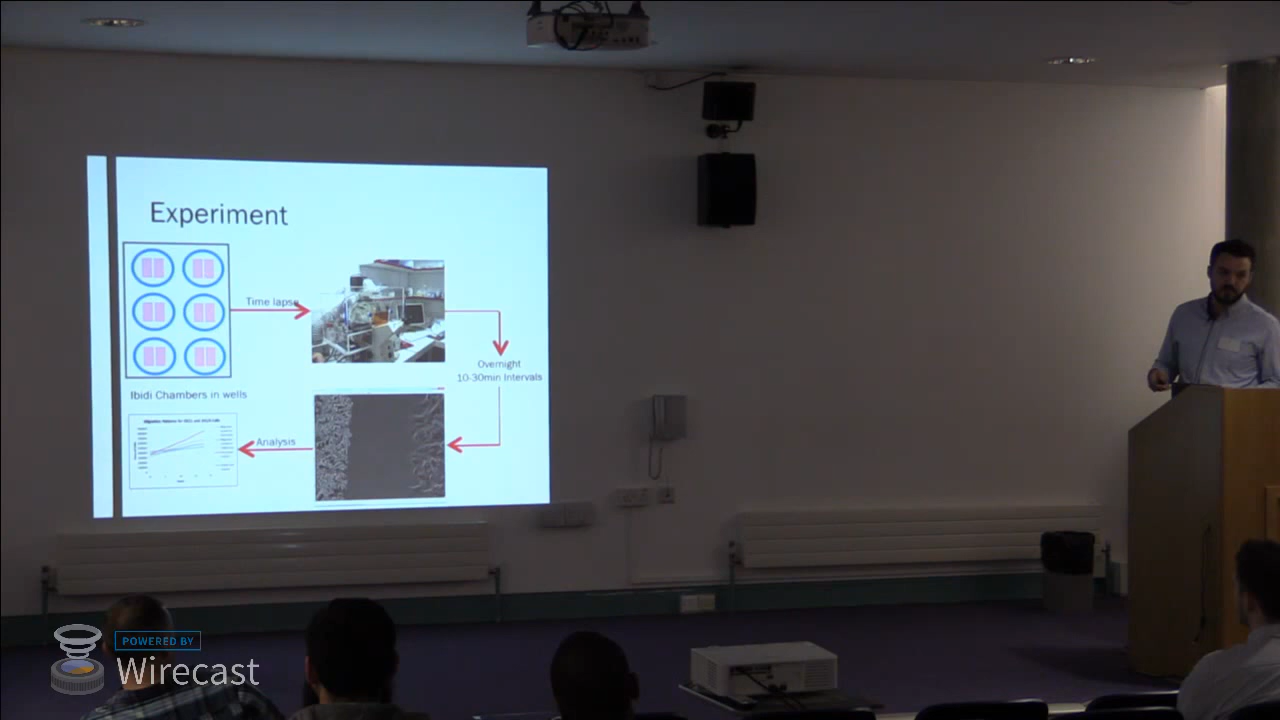 Experiment
Time lapse
Overnight
10-30min Intervals
Ibidi Chambers in wells
Analysis
POWERED BY
Wirecast